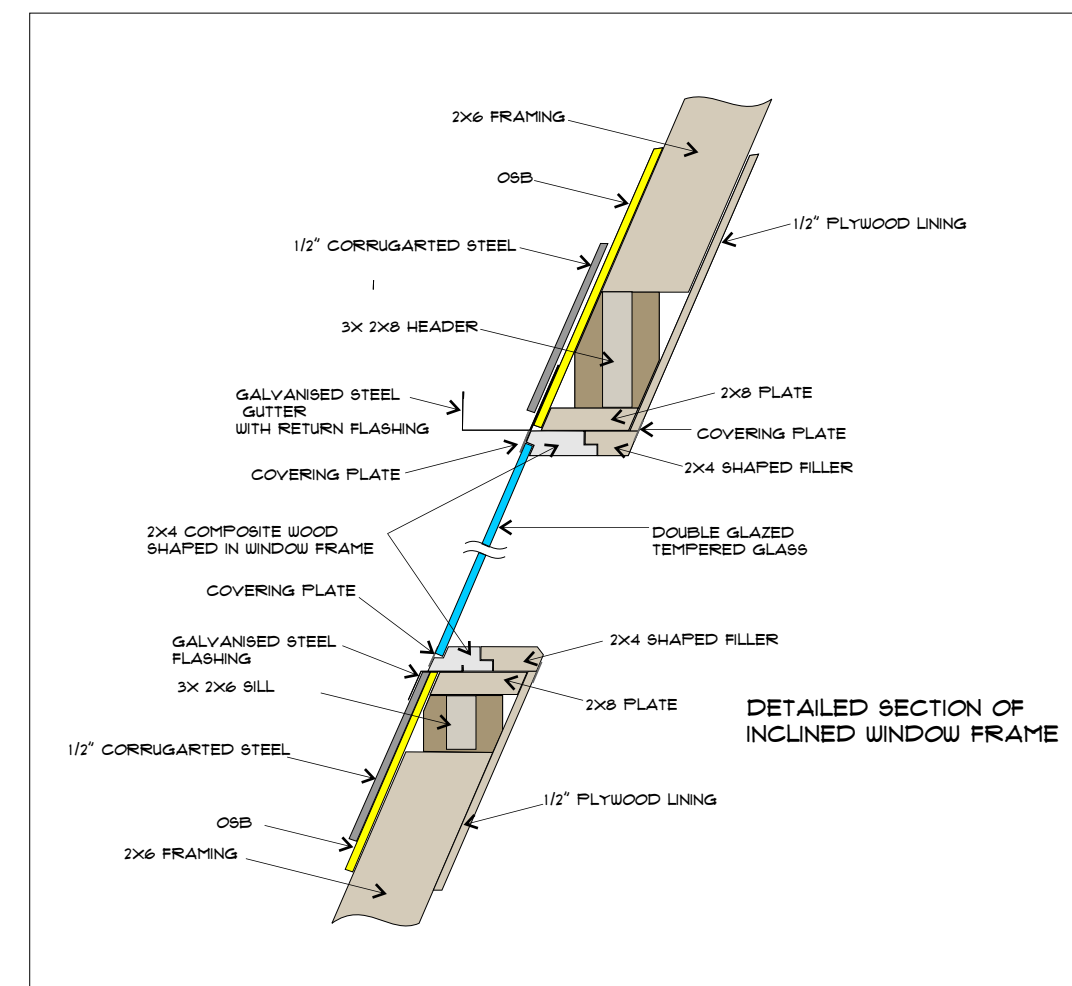 2X6 FRAMING
OSB
1/2" PLYWOOD LINING
1/2" CORRUGARTED STEEL
3X 2X8 HEADER
GALVANISED STEEL
GUTTER
WITH RETURN FLASHING
2X8 PLATE
COVERING PLATE
COVERING PLATE
2X4 SHAPED FILLER
2X4 COMPOSITE WOOD
SHAPED IN WINDOW FRAME
DOUBLE GLAZED
TEMPERED GLASS
COVERING PLATE
GALVANISED STEEL
FLASHING
2X4 SHAPED FILLER
3X 2X6 SILL
2X8 PLATE
DETAILED SECTION OF
INCLINED WINDOW FRAME
1/2" CORRUGARTED STEEL
1/2" PLYWOOD LINING
OSB
2X6 FRAMING